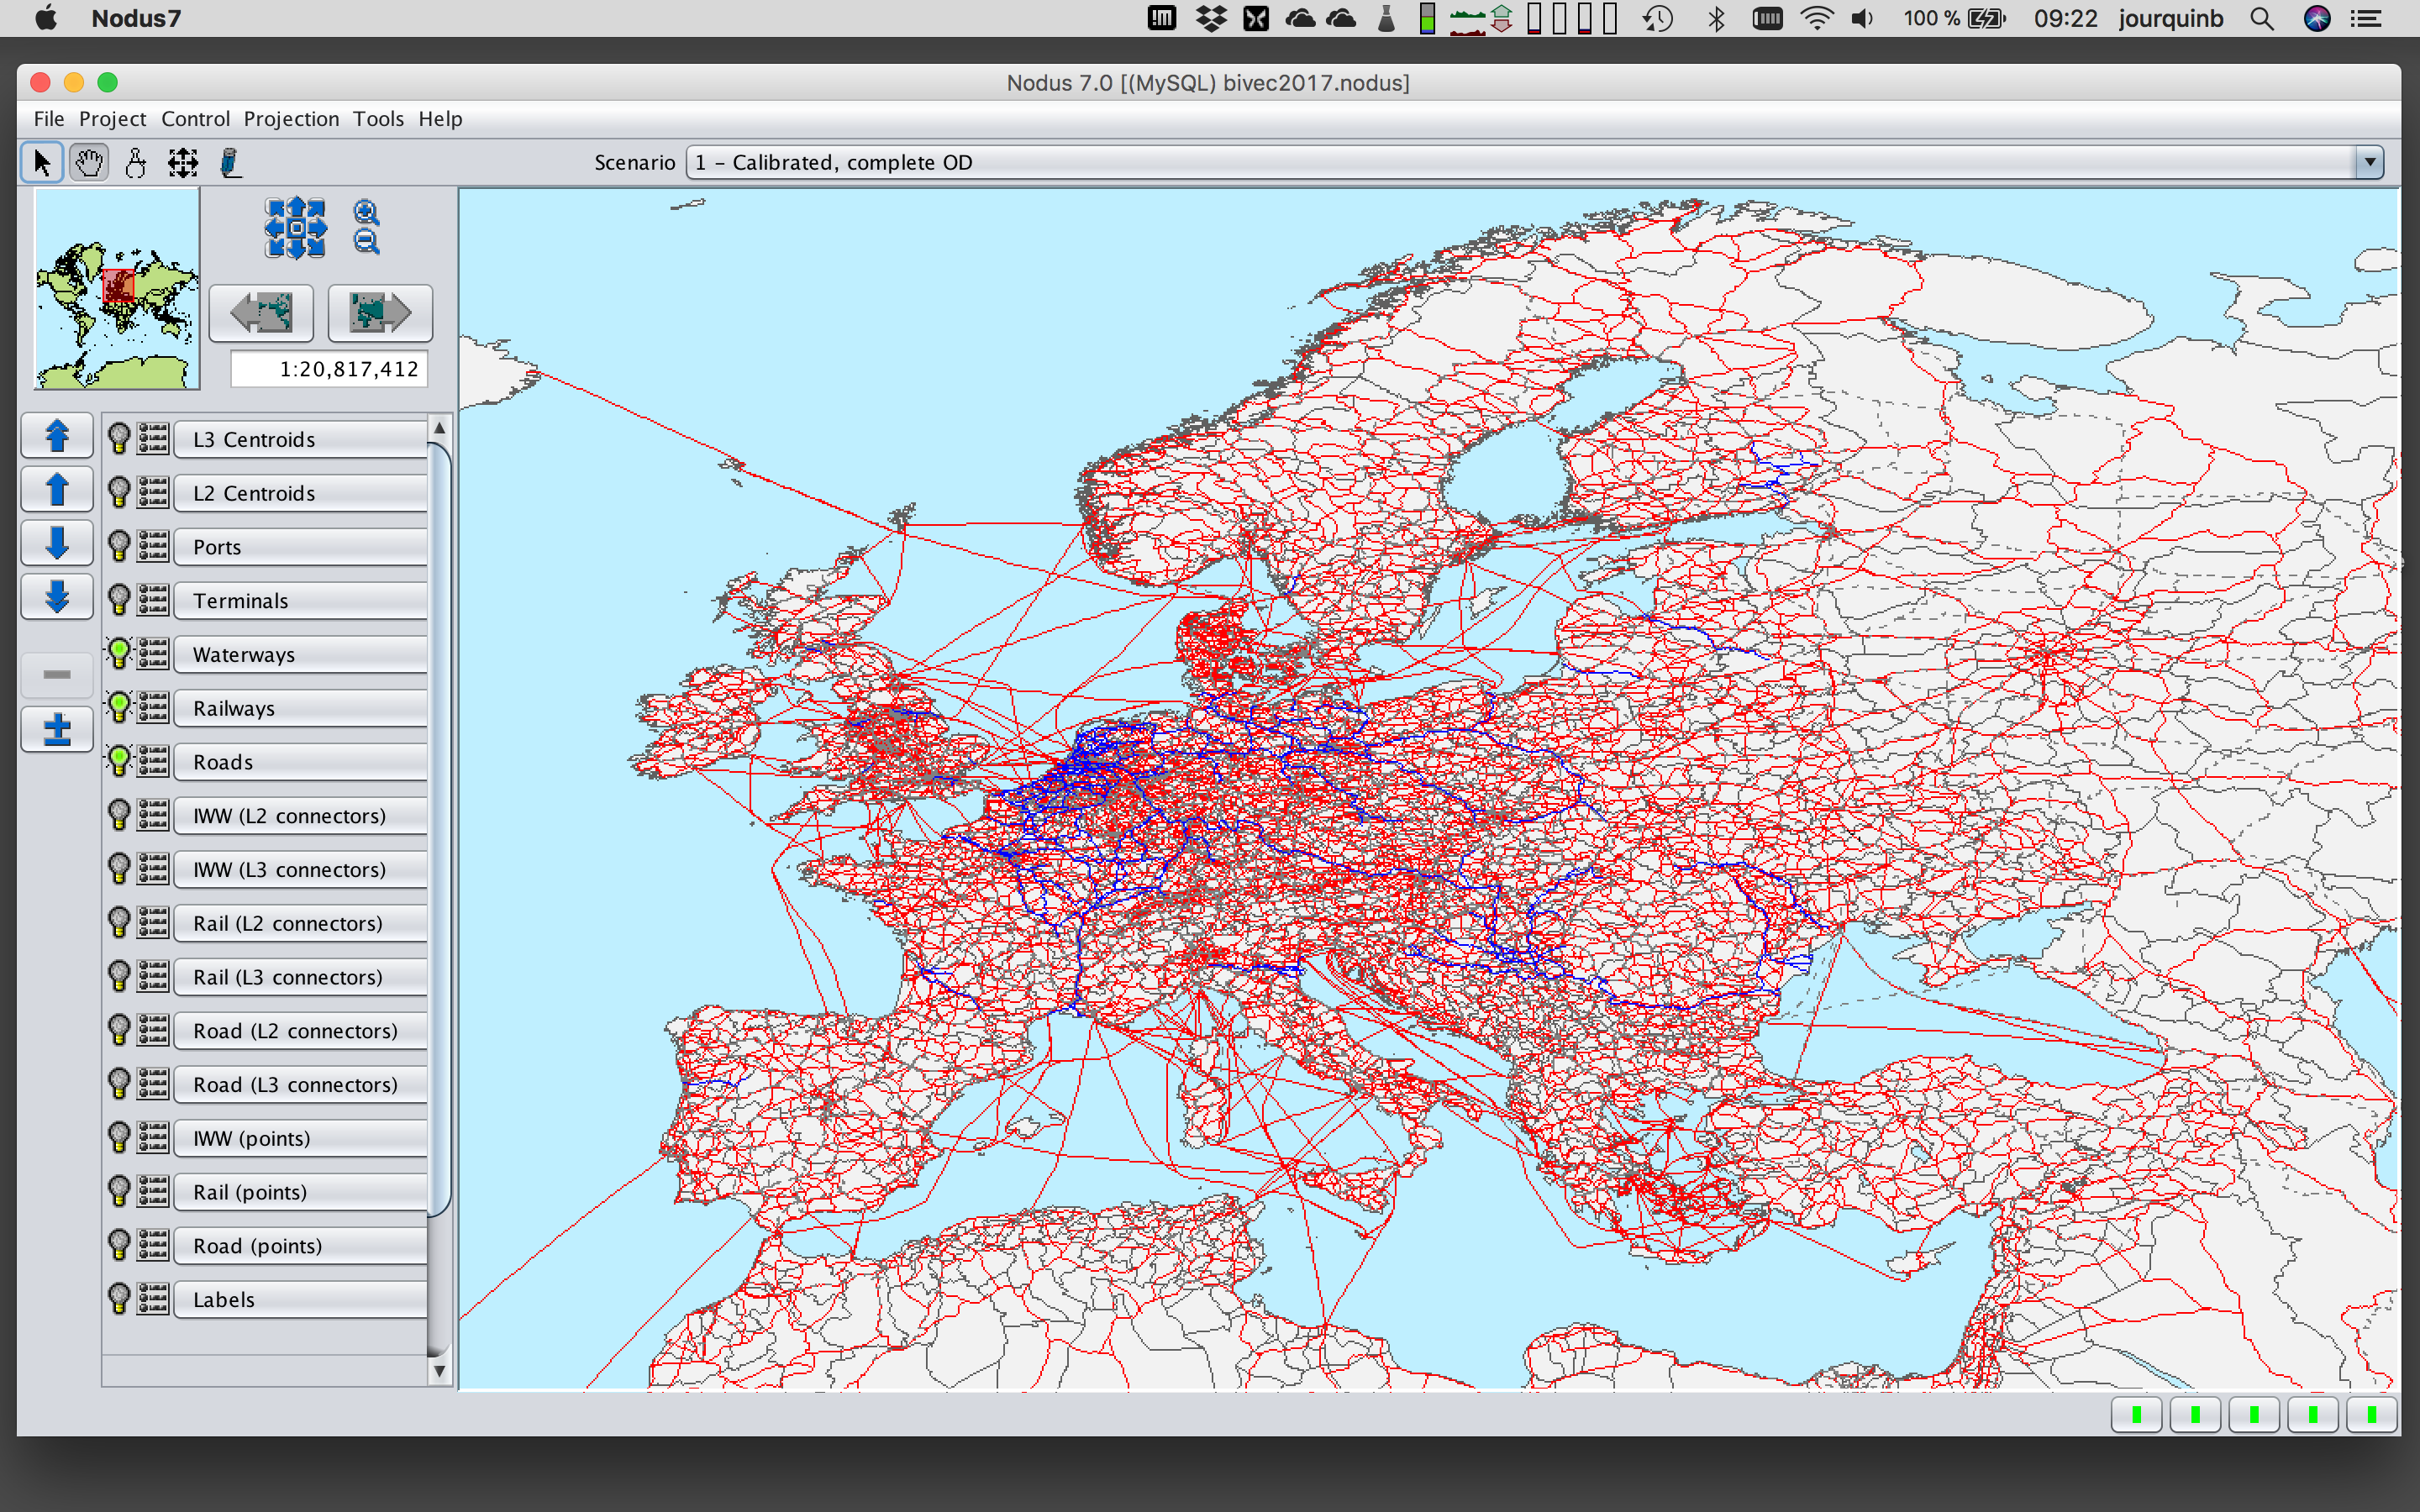 Nodus7
100 %
09:22
jourquinb
Nodus 7.0 [(MySQL) bivec2017.nodus]
File Project Control Projection Tools Help
Scenario
1 - Calibrated, complete OD
1:20,817,412
L3 Centroids
L2 Centroids
Ports
Terminals
Waterways
Railways
Roads
IWW (L2 connectors)
IWW (L3 connectors)
Rail (L2 connectors)
Rail (L3 connectors)
Road (L2 connectors)
Road (L3 connectors)
IWW (points)
Rail (points)
Road (points)
Labels